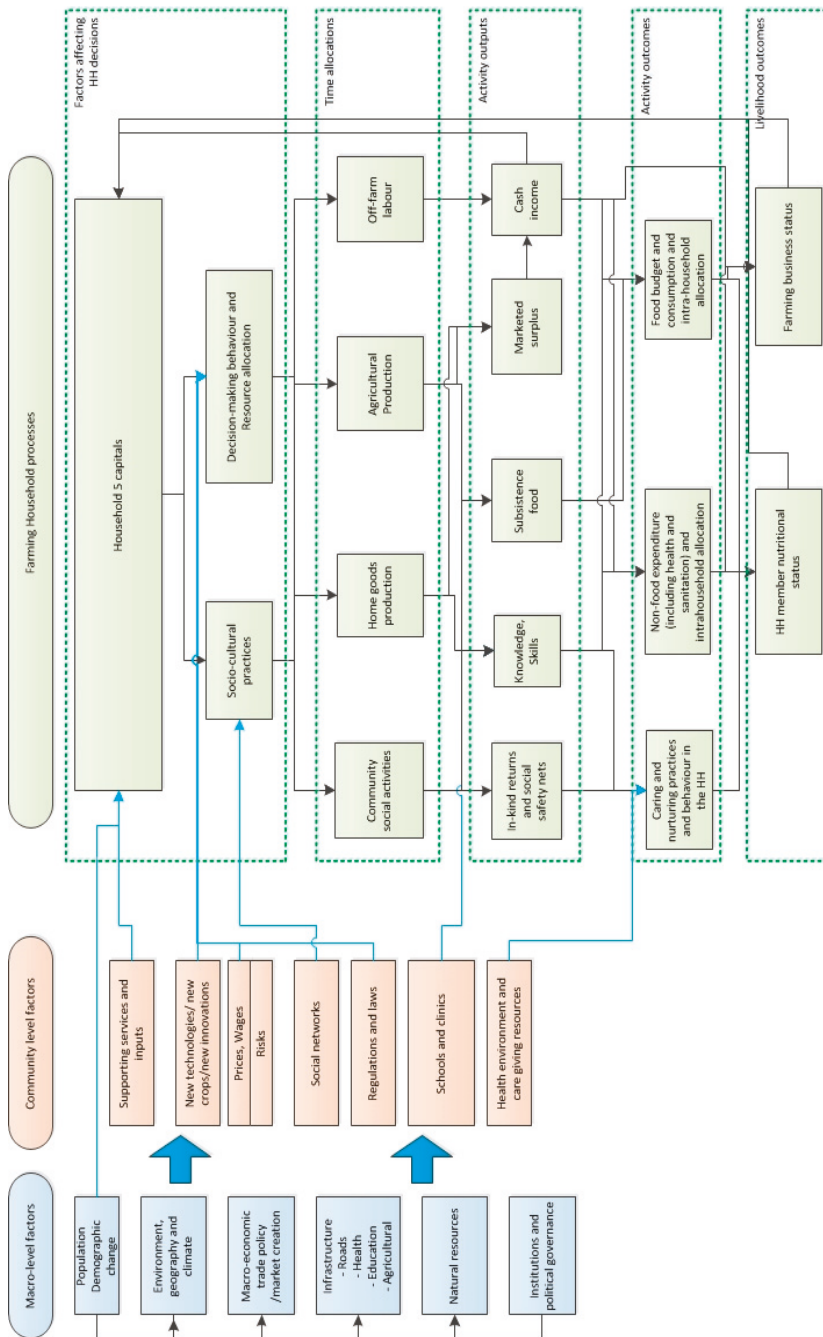 Macro-level factors
Population
Demographic
change
Environment,
geography and
climate
Macro-economic
trade policy
/market creation
Infrastructure
- Roads
- Health
- Education
- Agricultural
Natural resources
Institutions and
political governance
Community level factors
Supporting services and
inputs
New technologies/ new
crops/new innovations
Prices, Wages
Risks
Social networks
Regulations and laws
Schools and clinics
Health environment and
care giving resources
Farming Household processes
Factors affecting
HH decisions
Household 5 capitals
Socio-cultural
practices
Decision-making behaviour and
Resource allocation
Time allocations
Community
social activities
Home goods
production
Agricultural
Production
Off-farm
labour
Activity outputs
In-kind returns
and social
safety nets
Knowledge,
Skills
Subsistence
food
Marketed
surplus
Cash
income
Activity outcomes
Caring and
nurturing practices
and behaviour in
the HH
Non-food expenditure
(including health and
sanitation) and
intrahousehold allocation
Food budget and
consumption and
intra-household
allocation
Livelihood outcomes
HH member nutritional
status
Farming business status